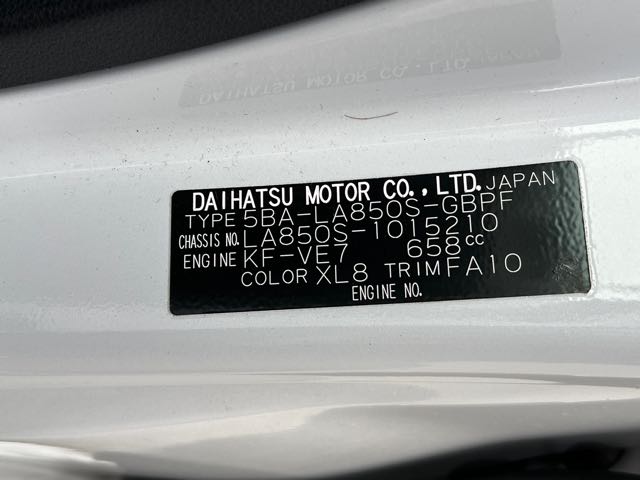 DAIHATSU MOTOR CO.,LTD. JAPAN
TYPE 5BA-LA850S-GBPF
CHASSIS NO. LA850S-1015210
ENGINE KF-VE7 658cc
COLOR XL8 TRIM FA10
ENGINE NO.